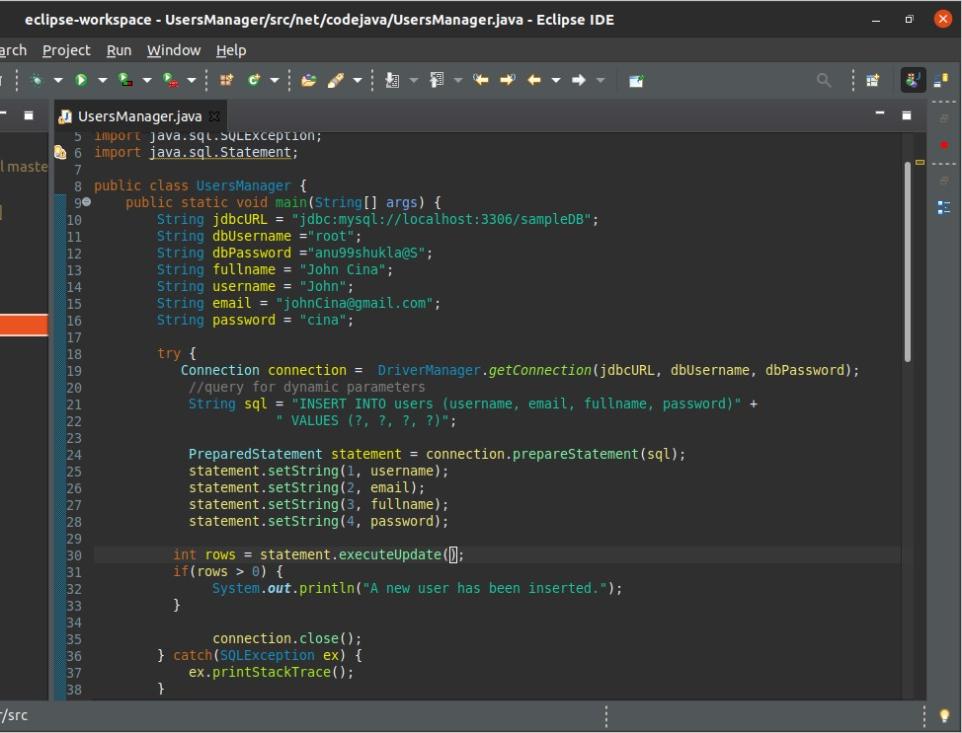 eclipse-workspace - UsersManager/src/net/codejava/UsersManager.java - Eclipse IDE
arch Project Run Window Help
UsersManager.java
l maste
5 import java.sql.SQLException;
6 import java.sql.Statement;
7
8 public class UsersManager {
9 public static void main(String[] args) {
10 String jdbcURL = "jdbc:mysql://localhost:3306/sampleDB";
11 String dbUsername ="root";
12 String dbPassword ="anu99shukla@S";
13 String fullname = "John Cina";
14 String username = "John";
15 String email = "johnCina@gmail.com";
16 String password = "cina";
17
18 try {
19 Connection connection = DriverManager.getConnection(jdbcURL, dbUsername, dbPassword);
20 //query for dynamic parameters
21 String sql = "INSERT INTO users (username, email, fullname, password)" +
22 " VALUES (?, ?, ?, ?)";
23
24 PreparedStatement statement = connection.prepareStatement(sql);
25 statement.setString(1, username);
26 statement.setString(2, email);
27 statement.setString(3, fullname);
28 statement.setString(4, password);
29
30 int rows = statement.executeUpdate();
31 if(rows > 0) {
32 System.out.println("A new user has been inserted.");
33 }
34
35 connection.close();
36 } catch(SQLException ex) {
37 ex.printStackTrace();
38 }
r/src